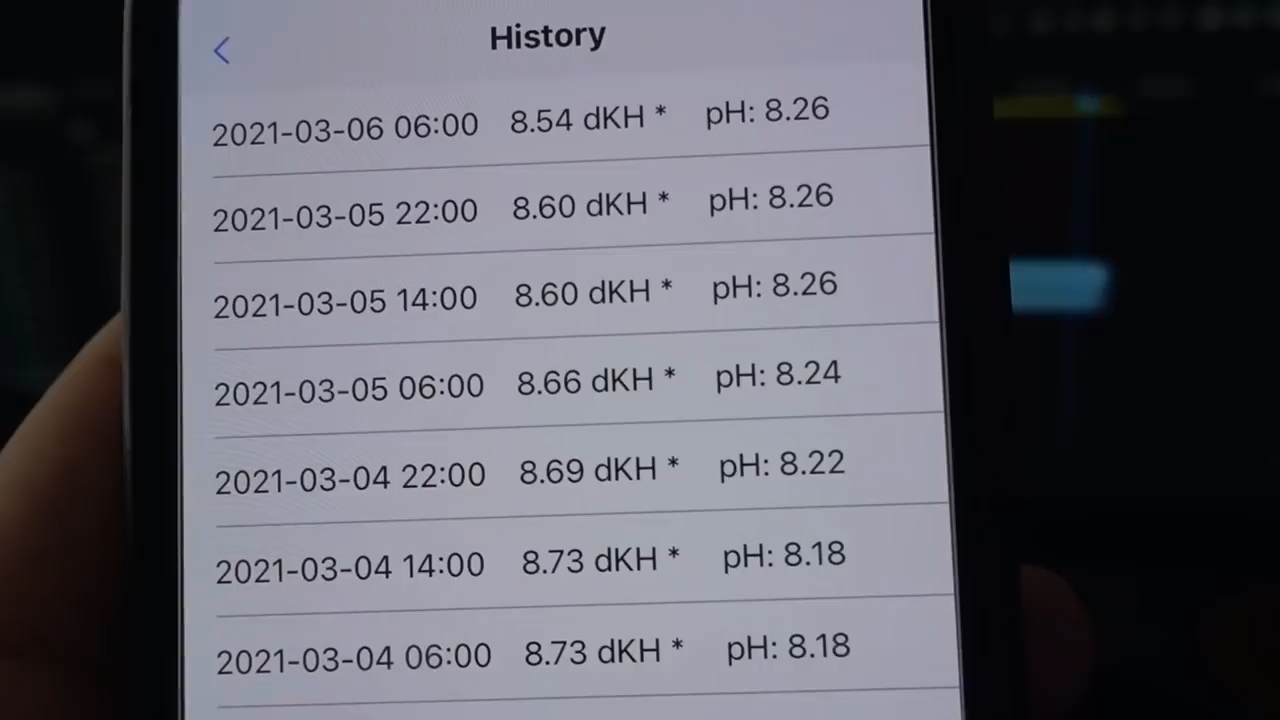 History
2021-03-06 06:00 8.54 dKH * pH: 8.26
2021-03-05 22:00 8.60 dKH * pH: 8.26
2021-03-05 14:00 8.60 dKH * pH: 8.26
2021-03-05 06:00 8.66 dKH * pH: 8.24
2021-03-04 22:00 8.69 dKH * pH: 8.22
2021-03-04 14:00 8.73 dKH * pH: 8.18
2021-03-04 06:00 8.73 dKH * pH: 8.18